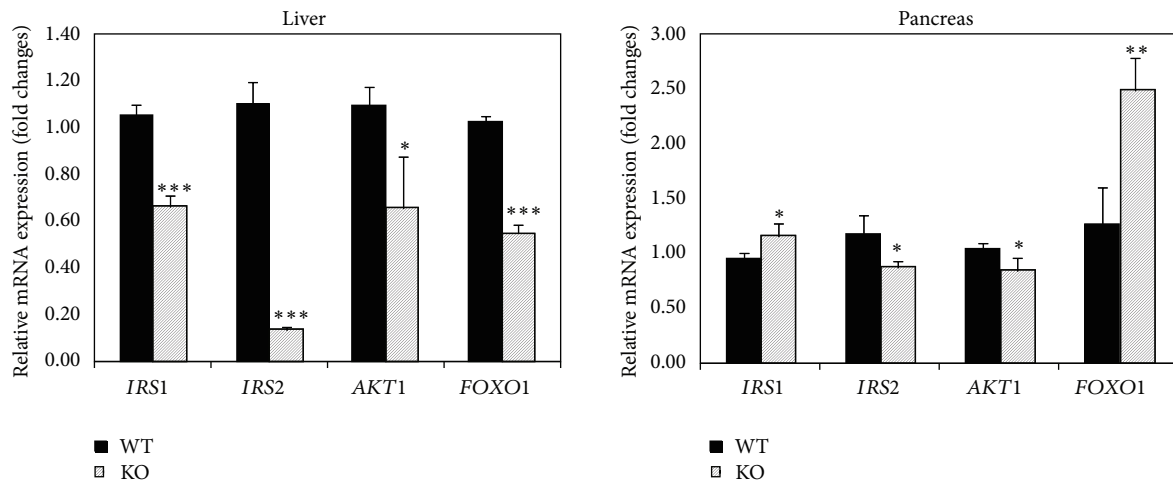 Liver
Relative mRNA expression (fold changes)
1.40
1.20
1.00
0.80
0.60
0.40
0.20
0.00
***
***
*
***
IRS1 IRS2 AKT1 FOXO1
WT
KO
Pancreas
Relative mRNA expression (fold changes)
3.00
2.50
2.00
1.50
1.00
0.50
0.00
*
*
*
**
IRS1 IRS2 AKT1 FOXO1
WT
KO